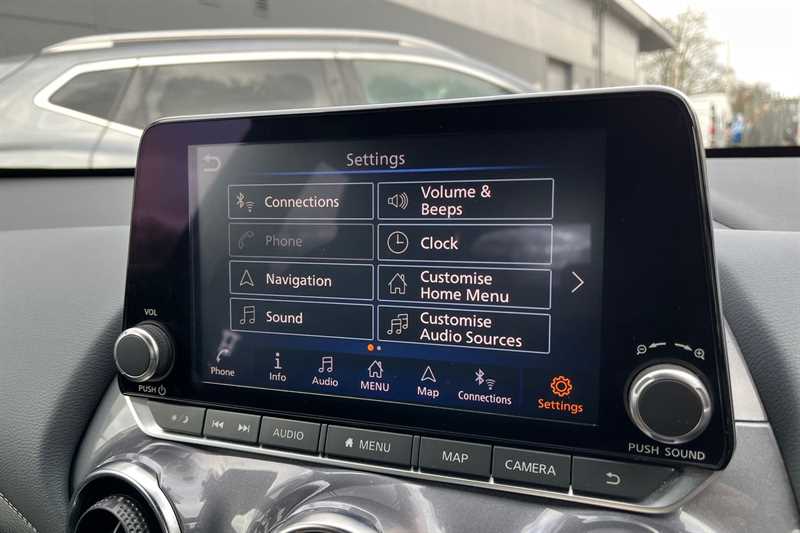 Settings
Connections
Volume &
Beeps
Phone
Clock
Navigation
Customise
Home Menu
Sound
Customise
Audio Sources
Phone
Info
Audio
MENU
Map
Connections
Settings
VOL
PUSH
AUDIO
MENU
MAP
CAMERA
PUSH SOUND